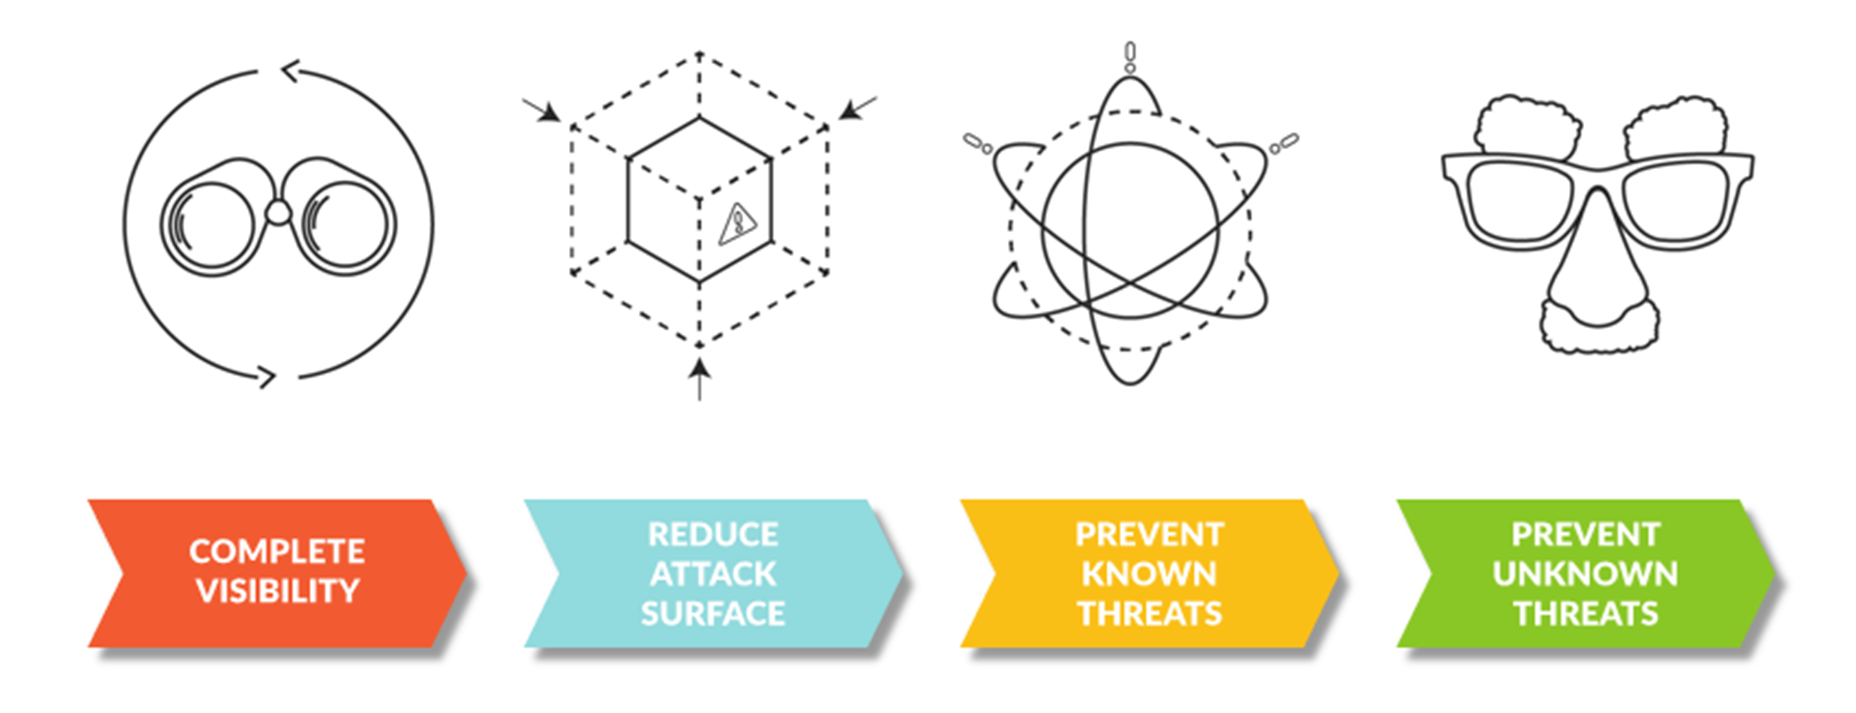 COMPLETE
VISIBILITY
REDUCE
ATTACK
SURFACE
PREVENT
KNOWN
THREATS
PREVENT
UNKNOWN
THREATS